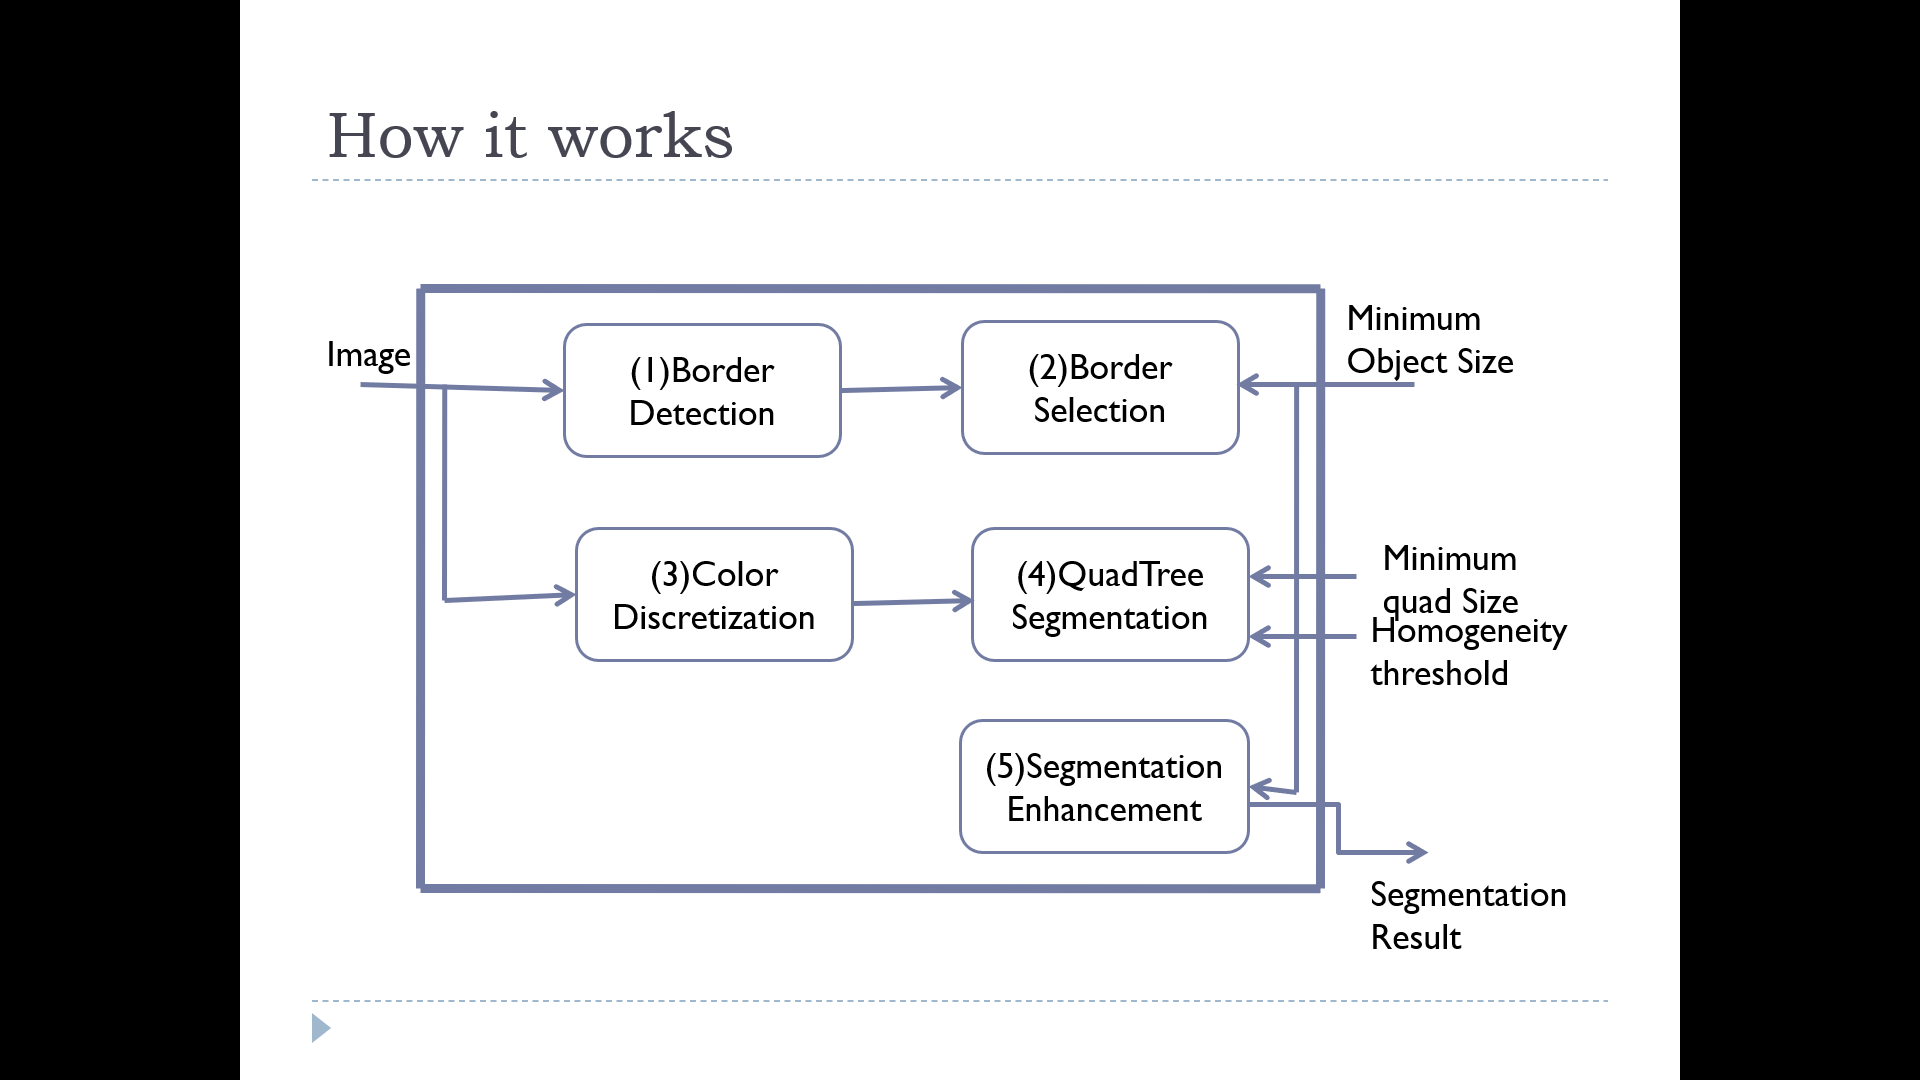 How it works
Image
(1)Border
Detection
(2)Border
Selection
Minimum
Object Size
(3)Color
Discretization
(4)QuadTree
Segmentation
Minimum
quad Size
Homogeneity
threshold
(5)Segmentation
Enhancement
Segmentation
Result